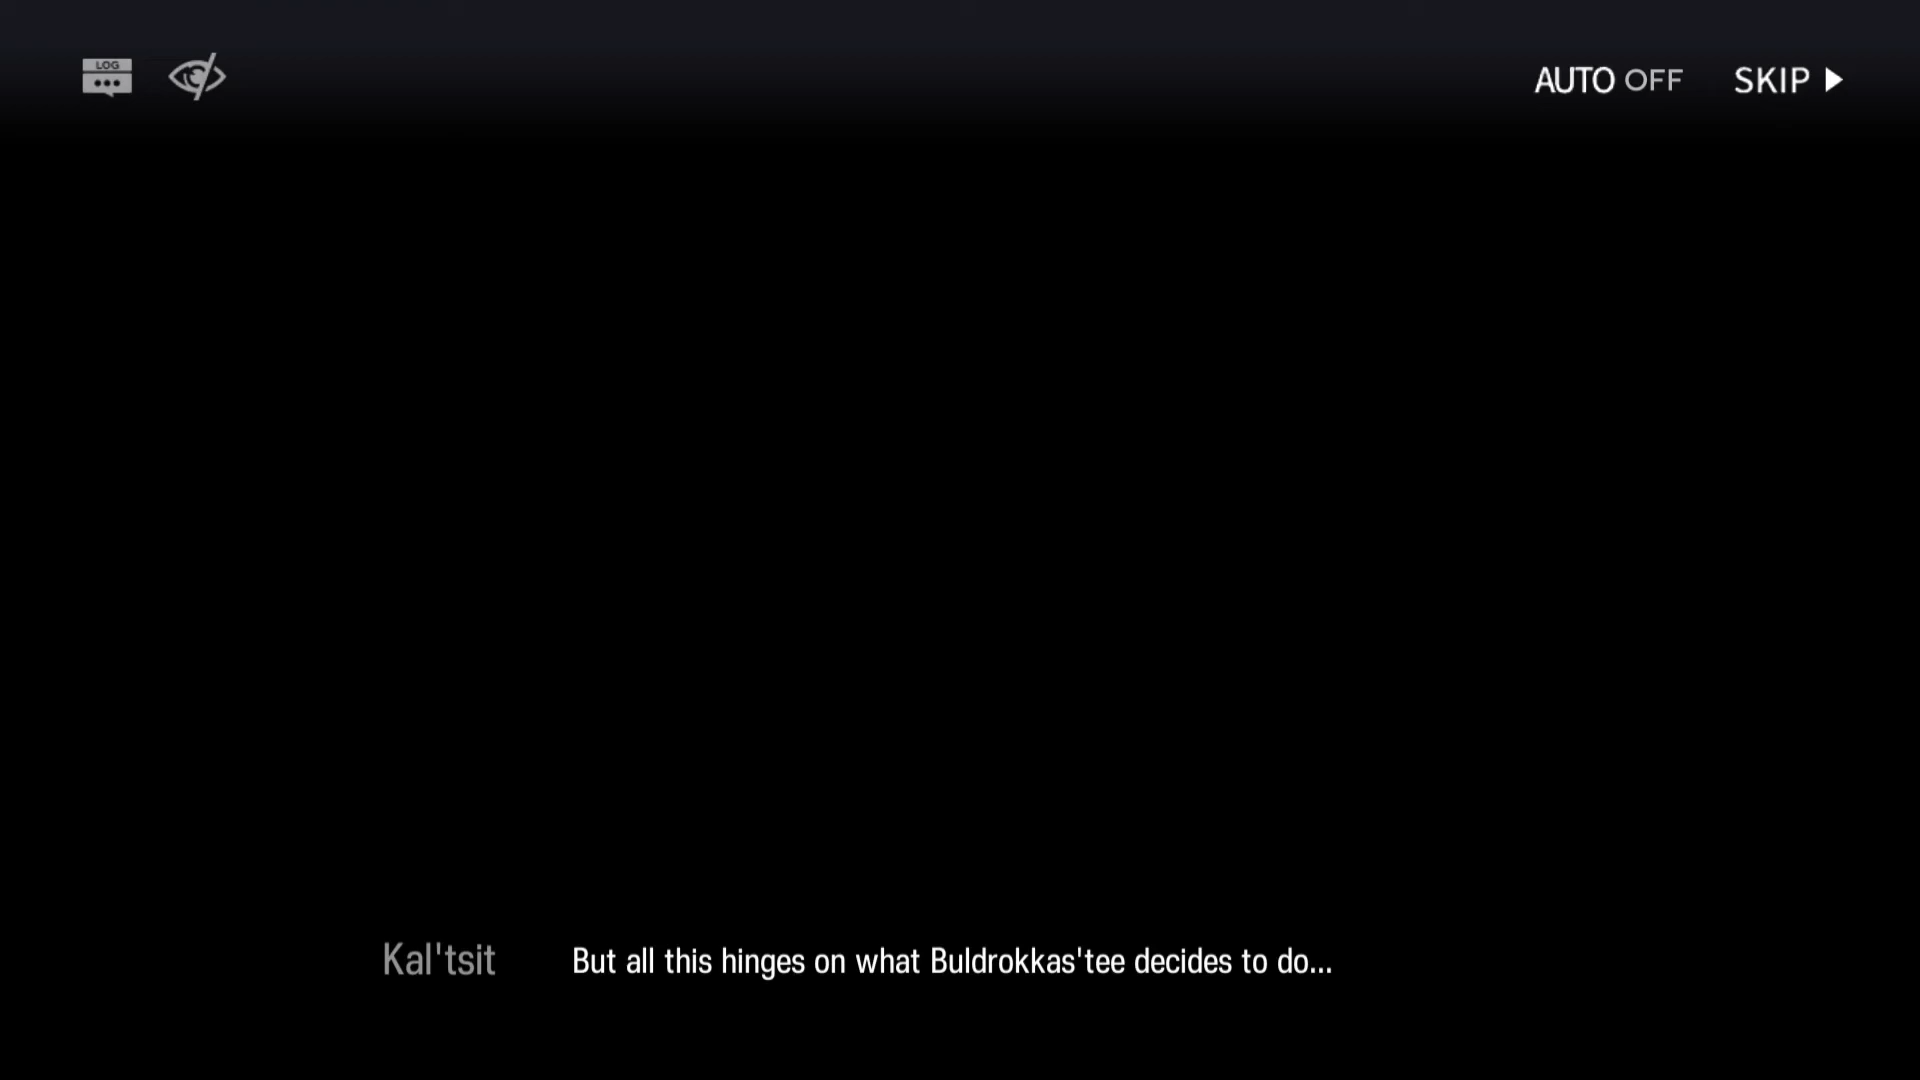 LOG
AUTO OFF SKIP
Kal'tsit But all this hinges on what Buldrokkas'tee decides to do...